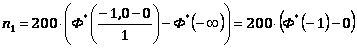 n₁ = 200 · (Φ*((-1,0-0)/1) - Φ*(-∞)) = 200 · (Φ*(-1) - 0)